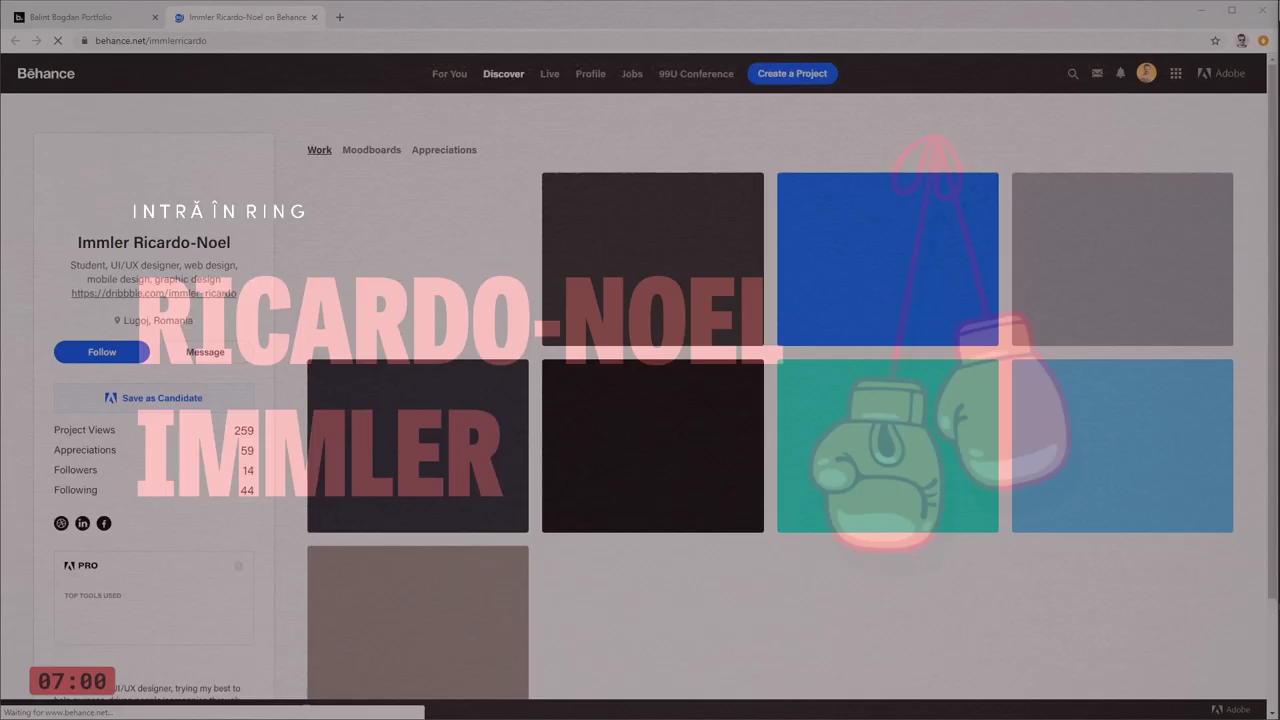 Balint Bogdan Portfolio
Immler Ricardo-Noel on Behance
behance.net/immlerricardo
Bēhance
For You
Discover
Live
Profile
Jobs
99U Conference
Create a Project
Adobe
Work
Moodboards
Appreciations
INTRĂ ÎN RING
Immler Ricardo-Noel
Student, UI/UX designer, web design,
mobile design, graphic design
https://dribbble.com/immler-ricardo
Lugoj, Romania
RICARDO-NOEL
IMMLER
Follow
Message
Save as Candidate
Project Views 259
Appreciations 59
Followers 14
Following 44
PRO
TOP TOOLS USED
07:00
UI/UX designer, trying my best to
Waiting for www.behance.net...
Adobe